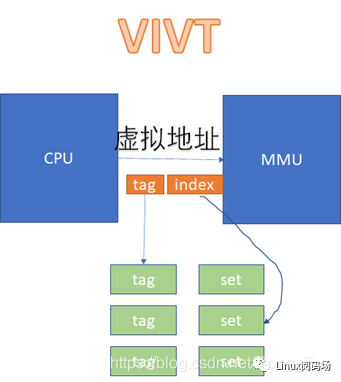 VIVT
CPU
虚拟地址
MMU
tag index
tag set
tag set
tag set
https://blog.csdn.net/
Linux阅码场